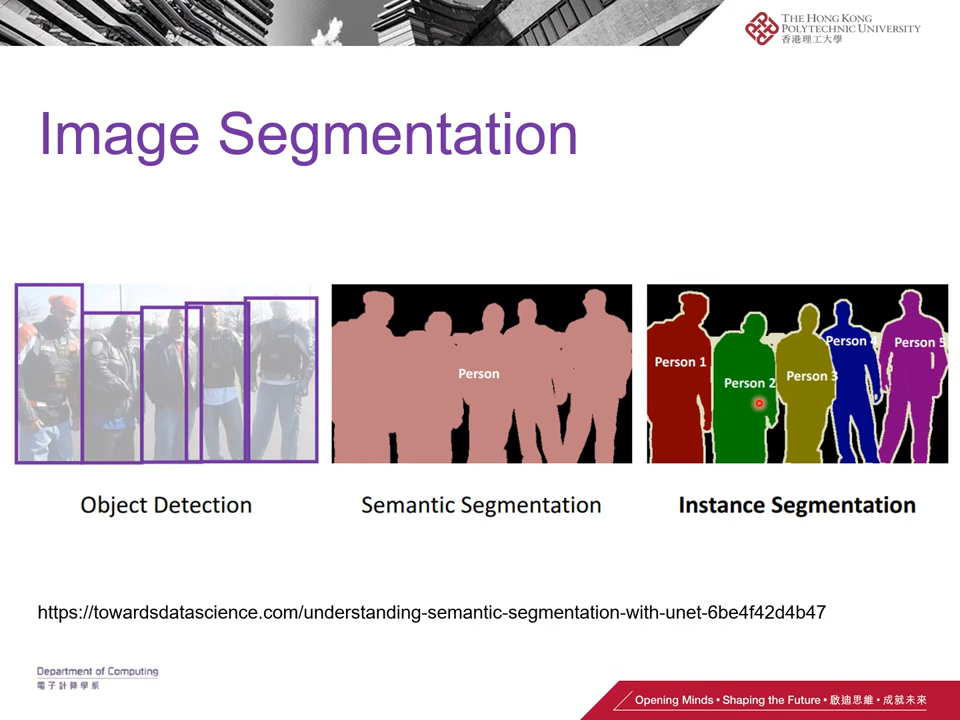 THE HONG KONG
POLYTECHNIC UNIVERSITY
香港理工大學
Image Segmentation
Person
Person 1
Person 2
Person 3
Person 4
Person 5
Object Detection
Semantic Segmentation
Instance Segmentation
https://towardsdatascience.com/understanding-semantic-segmentation-with-unet-6be4f42d4b47
Department of Computing
電子計算學系
Opening Minds • Shaping the Future • 啟迪思維 • 成就未來